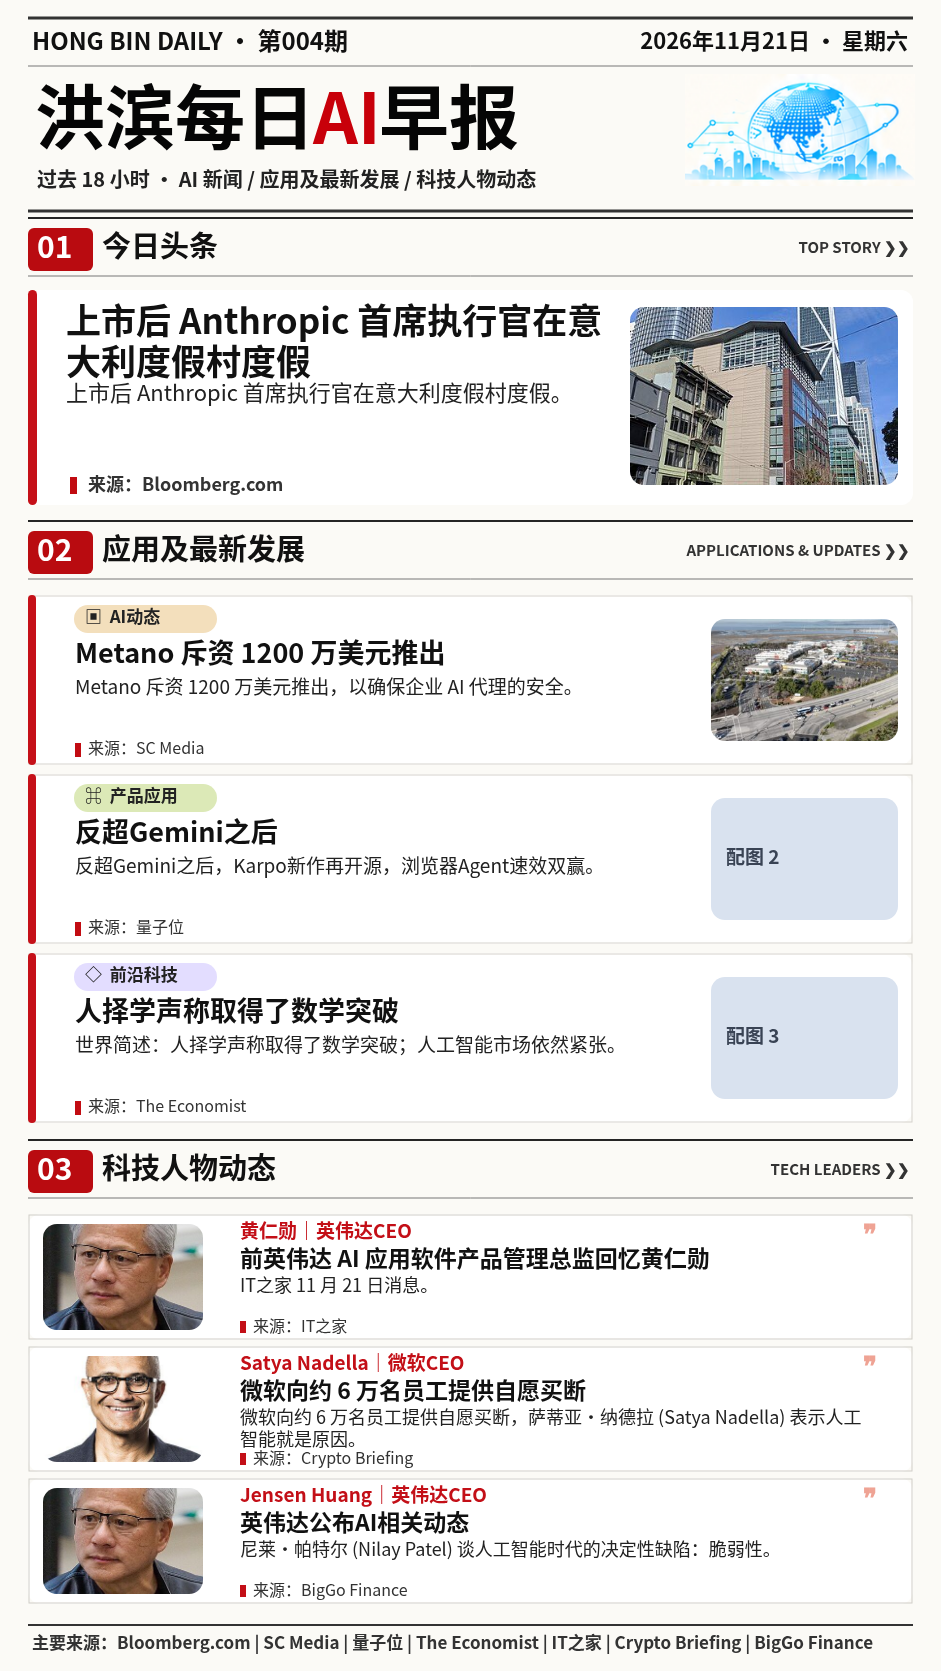 HONG BIN DAILY • 第004期
2026年11月21日 • 星期六
洪滨每日AI早报
过去 18 小时 • AI 新闻 / 应用及最新发展 / 科技人物动态
01 今日头条
TOP STORY ❯❯
上市后 Anthropic 首席执行官在意
大利度假村度假
上市后 Anthropic 首席执行官在意大利度假村度假。
来源：Bloomberg.com
02 应用及最新发展
APPLICATIONS & UPDATES ❯❯
▣ AI动态
Metano 斥资 1200 万美元推出
Metano 斥资 1200 万美元推出，以确保企业 AI 代理的安全。
来源：SC Media
⌘ 产品应用
反超Gemini之后
反超Gemini之后，Karpo新作再开源，浏览器Agent速效双赢。
来源：量子位
配图 2
◇ 前沿科技
人择学声称取得了数学突破
世界简述：人择学声称取得了数学突破；人工智能市场依然紧张。
来源：The Economist
配图 3
03 科技人物动态
TECH LEADERS ❯❯
黄仁勋｜英伟达CEO
前英伟达 AI 应用软件产品管理总监回忆黄仁勋
IT之家 11 月 21 日消息。
来源：IT之家
Satya Nadella｜微软CEO
微软向约 6 万名员工提供自愿买断
微软向约 6 万名员工提供自愿买断，萨蒂亚·纳德拉 (Satya Nadella) 表示人工
智能就是原因。
来源：Crypto Briefing
Jensen Huang｜英伟达CEO
英伟达公布AI相关动态
尼莱·帕特尔 (Nilay Patel) 谈人工智能时代的决定性缺陷：脆弱性。
来源：BigGo Finance
主要来源：Bloomberg.com | SC Media | 量子位 | The Economist | IT之家 | Crypto Briefing | BigGo Finance